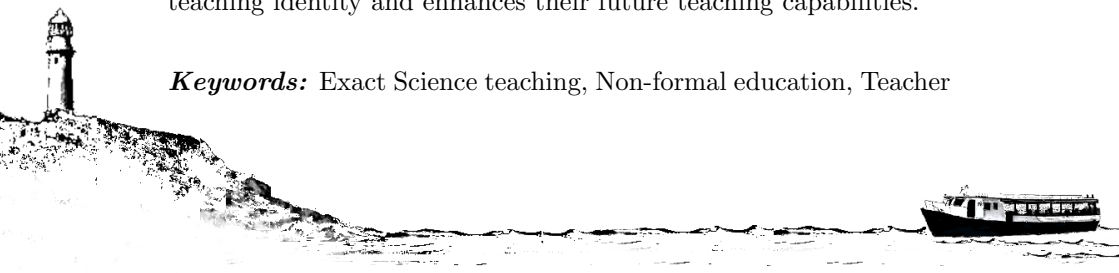 teaching identity and enhances their future teaching capabilities.
Keywords: Exact Science teaching, Non-formal education, Teacher